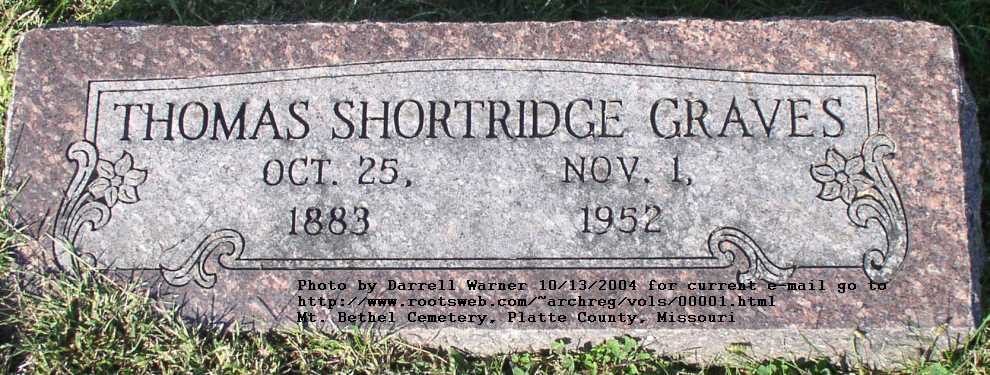 THOMAS SHORTRIDGE GRAVES
OCT. 25, NOV. 1,
1883 1952
Photo by Darrell Warner 10/13/2004 for current e-mail go to
http://www.rootsweb.com/~archreg/vols/00001.html
Mt. Bethel Cemetery, Platte County, Missouri